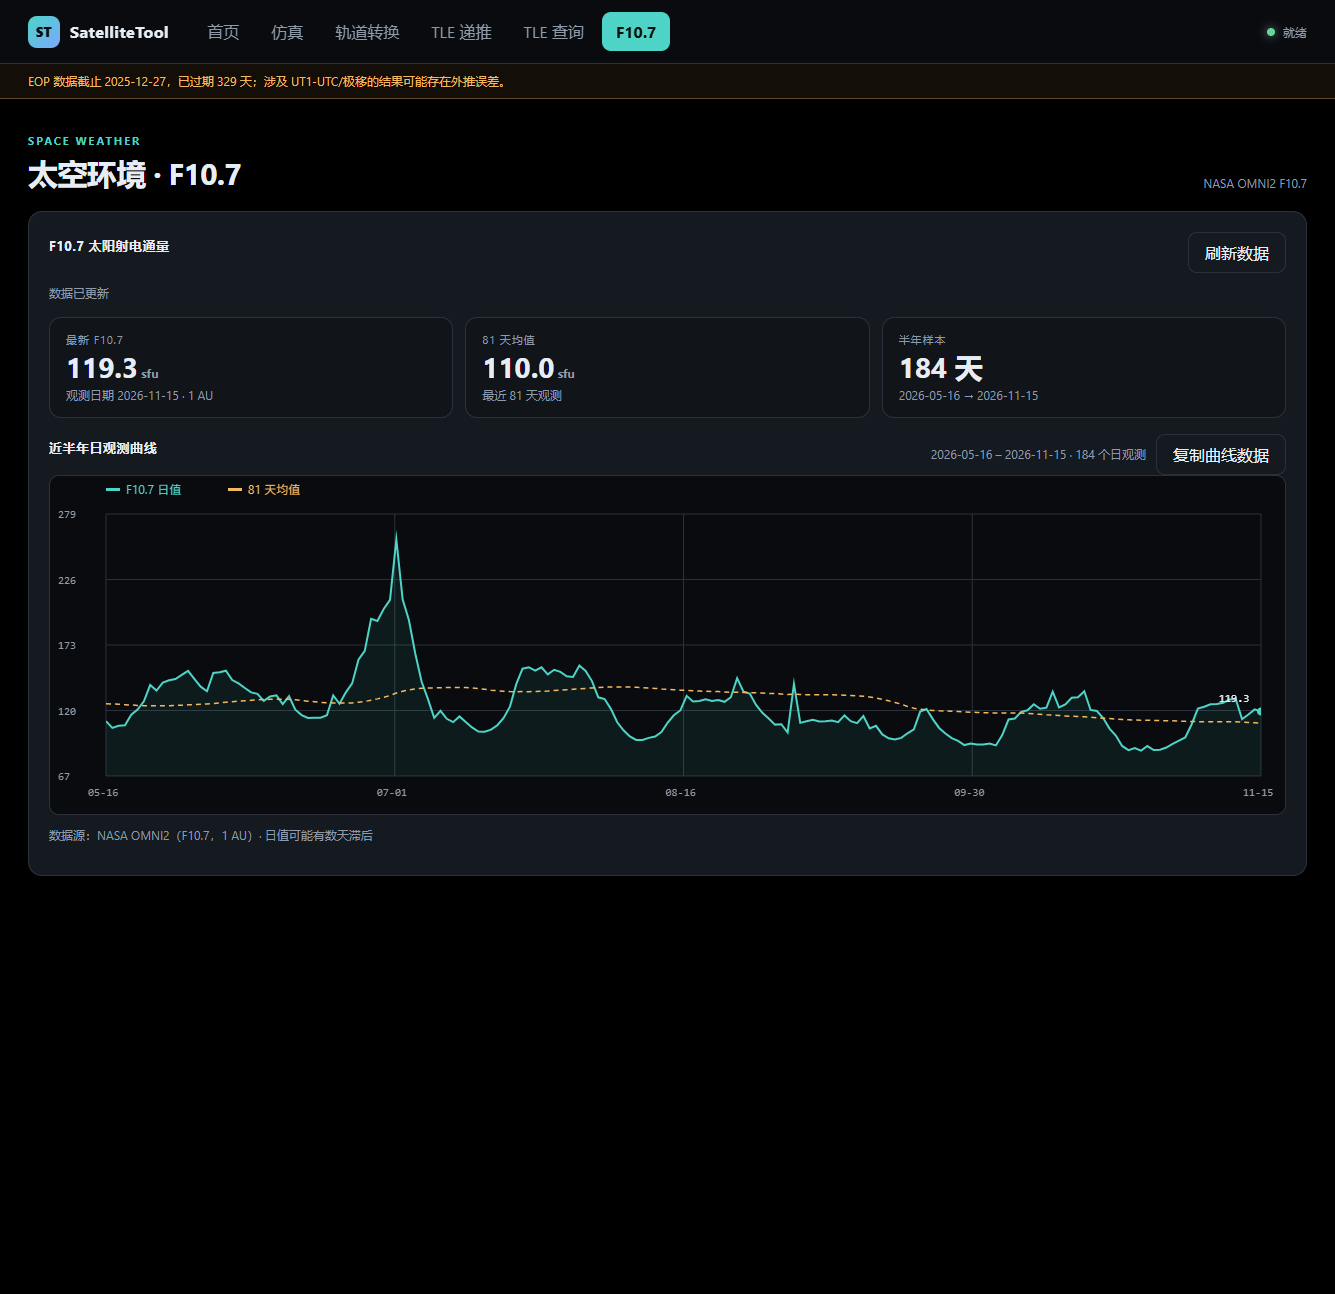 ST SatelliteTool 首页 仿真 轨道转换 TLE 递推 TLE 查询 F10.7 就绪
EOP 数据截止 2025-12-27，已过期 329 天；涉及 UT1-UTC/极移的结果可能存在外推误差。
SPACE WEATHER
太空环境 · F10.7
NASA OMNI2 F10.7
F10.7 太阳射电通量
刷新数据
数据已更新
最新 F10.7
119.3 sfu
观测日期 2026-11-15 · 1 AU
81 天均值
110.0 sfu
最近 81 天观测
半年样本
184 天
2026-05-16 → 2026-11-15
近半年日观测曲线
2026-05-16 – 2026-11-15 · 184 个日观测
复制曲线数据
F10.7 日值 81 天均值
279
226
173
120
67
119.3
05-16 07-01 08-16 09-30 11-15
数据源：NASA OMNI2（F10.7，1 AU）· 日值可能有数天滞后